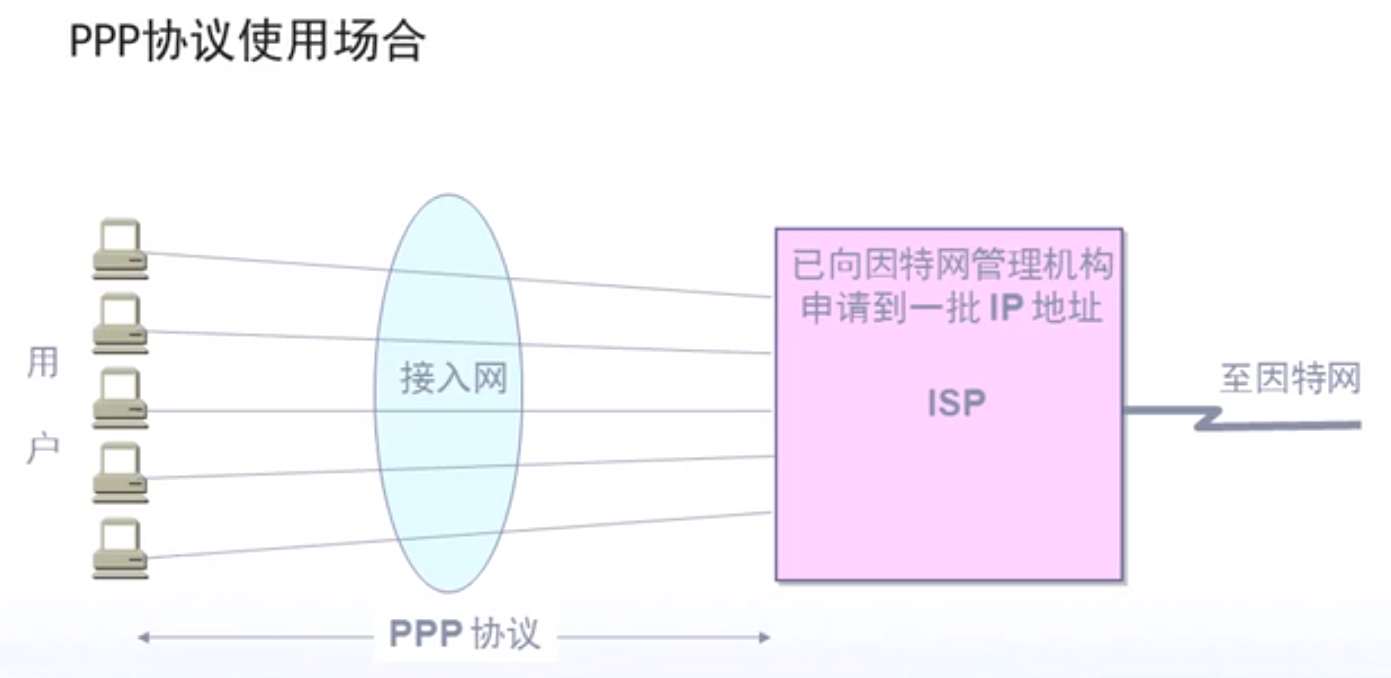 PPP协议使用场合
已向因特网管理机构
申请到一批 IP 地址
用
户
接入网
ISP
至因特网
PPP 协议